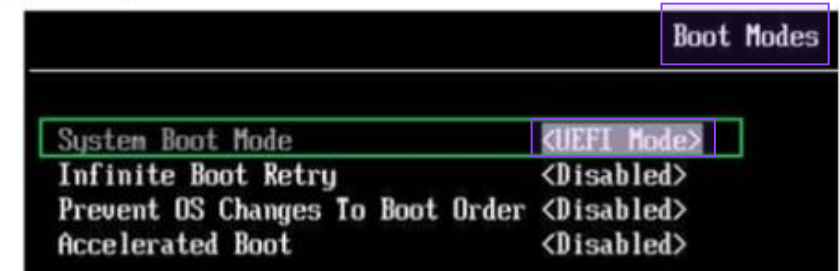 Boot Modes
System Boot Mode <UEFI Mode>
Infinite Boot Retry <Disabled>
Prevent OS Changes To Boot Order <Disabled>
Accelerated Boot <Disabled>